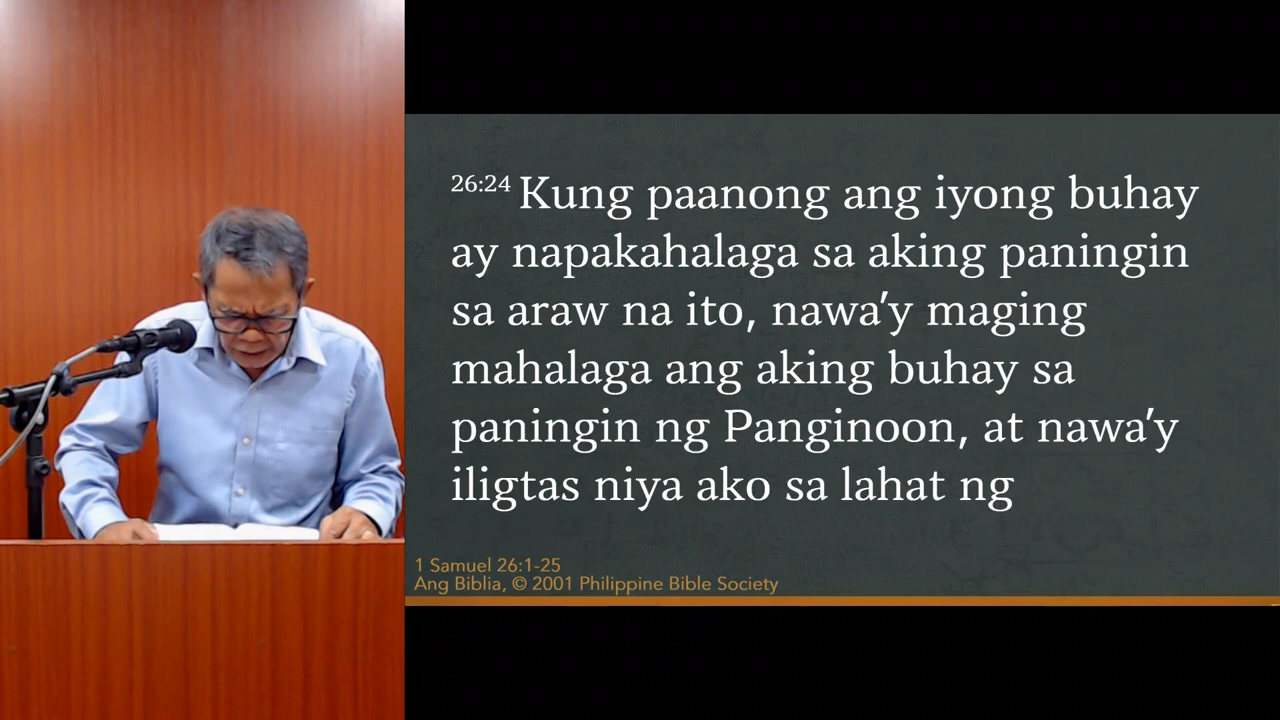 26:24 Kung paanong ang iyong buhay
ay napakahalaga sa aking paningin
sa araw na ito, nawa’y maging
mahalaga ang aking buhay sa
paningin ng Panginoon, at nawa’y
iligtas niya ako sa lahat ng
1 Samuel 26:1-25
Ang Biblia, © 2001 Philippine Bible Society